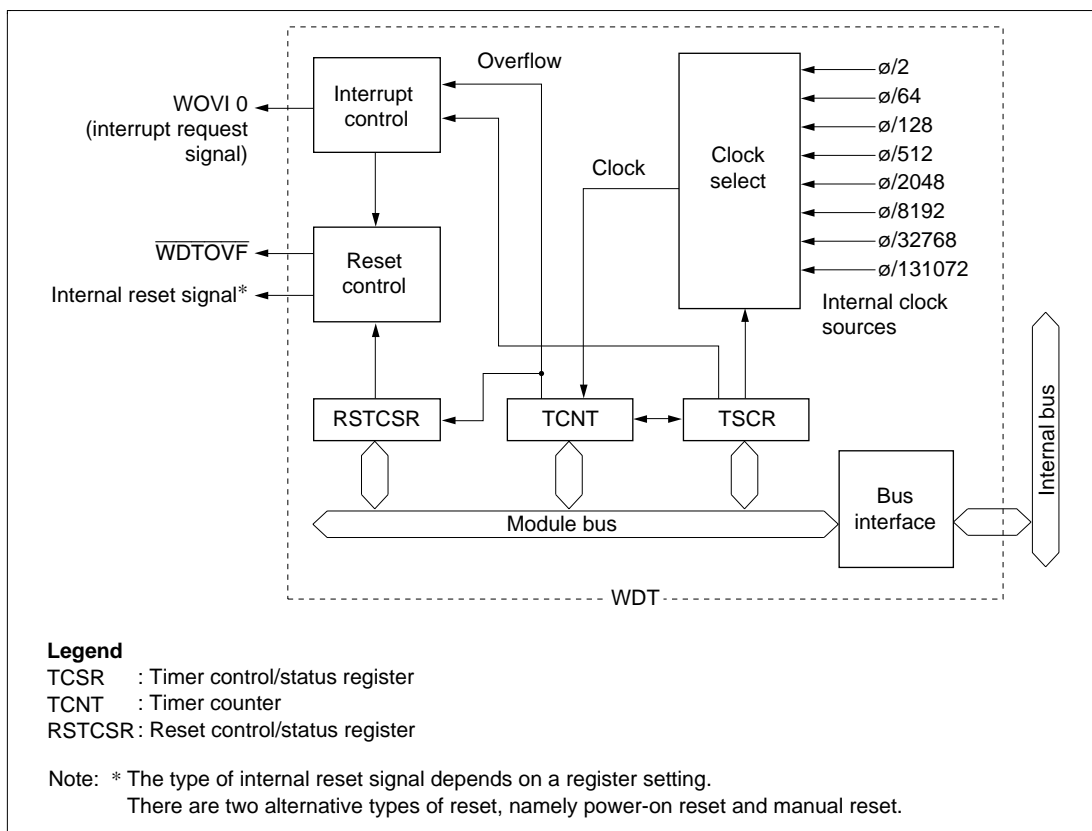 Overflow
Interrupt
control
WOVI 0
(interrupt request
signal)
Clock
Clock
select
ø/2
ø/64
ø/128
ø/512
ø/2048
ø/8192
ø/32768
ø/131072
Internal clock
sources
WDTOVF
Internal reset signal*
Reset
control
RSTCSR
TCNT
TSCR
Module bus
Bus
interface
Internal bus
WDT
Legend
TCSR : Timer control/status register
TCNT : Timer counter
RSTCSR : Reset control/status register
Note: * The type of internal reset signal depends on a register setting.
There are two alternative types of reset, namely power-on reset and manual reset.